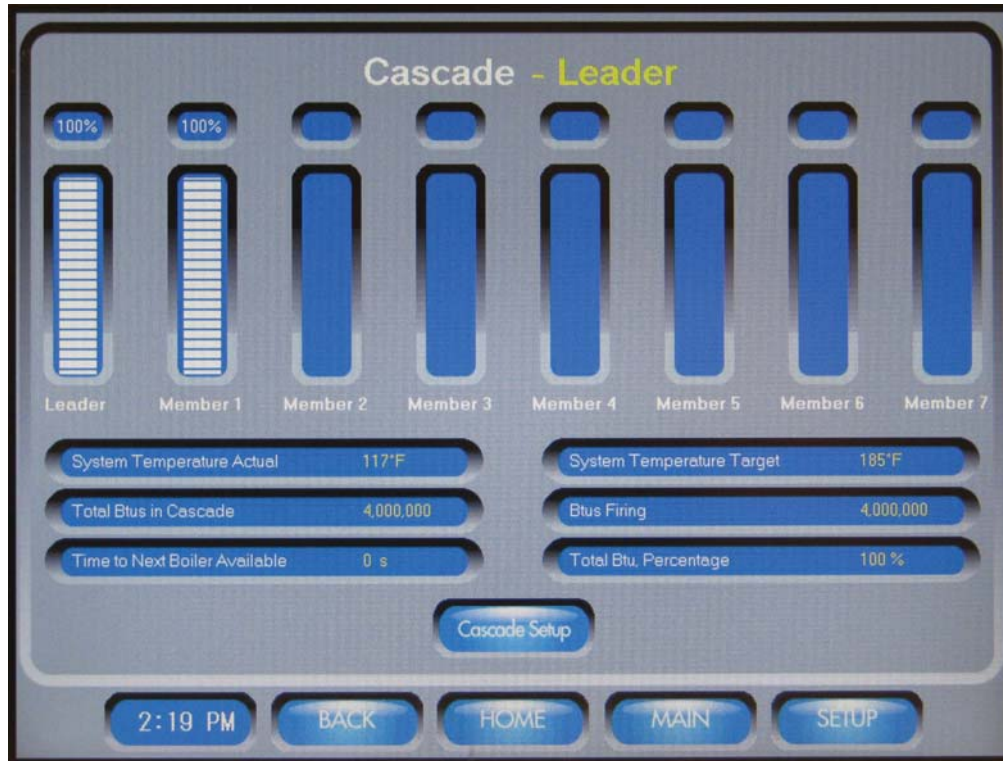 Cascade - Leader
100% 100%
Leader Member 1 Member 2 Member 3 Member 4 Member 5 Member 6 Member 7
System Temperature Actual 117°F
System Temperature Target 185°F
Total Btus in Cascade 4,000,000
Btus Firing 4,000,000
Time to Next Boiler Available 0 s
Total Btu, Percentage 100 %
Cascade Setup
2:19 PM BACK HOME MAIN SETUP